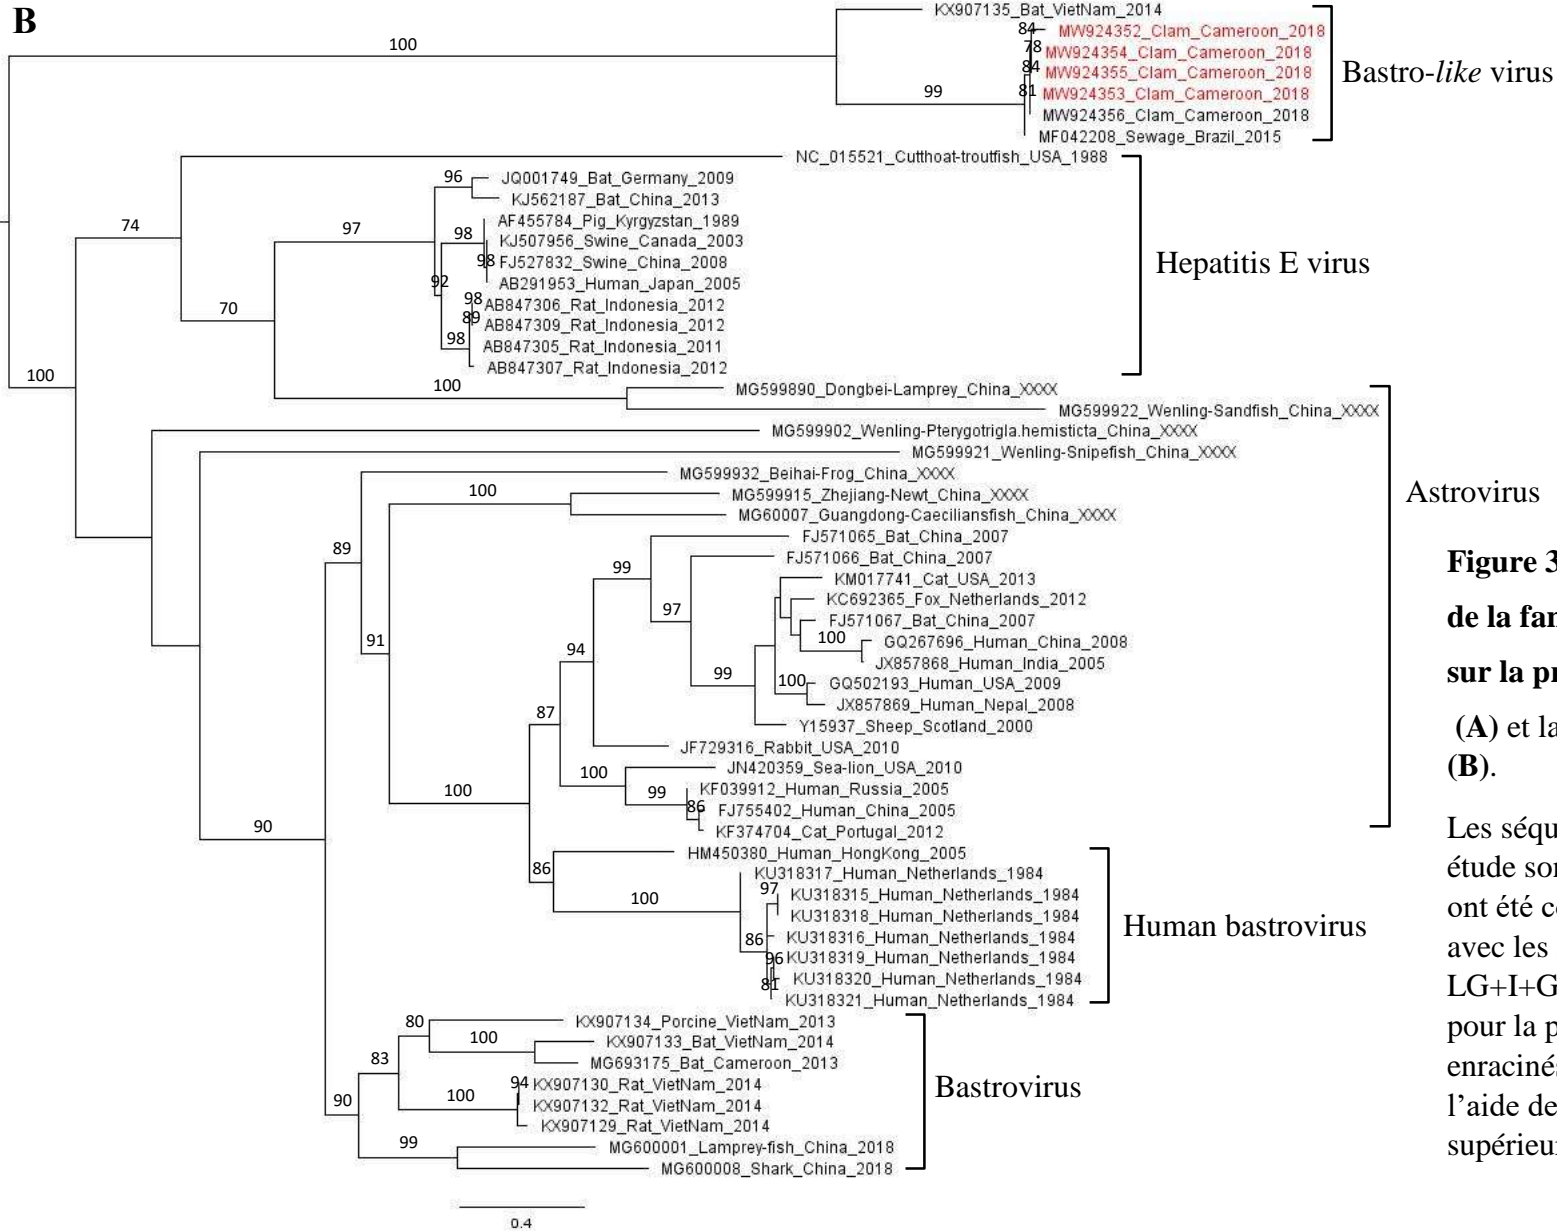 B
KX907135_Bat_VietNam_2014
100
84
MW924352_Clam_Cameroon_2018
78
MW924354_Clam_Cameroon_2018
84
MW924355_Clam_Cameroon_2018
Bastro-like virus
99
81
MW924353_Clam_Cameroon_2018
MW924356_Clam_Cameroon_2018
MF042208_Sewage_Brazil_2015
NC_015521_Cutthoat-troutfish_USA_1988
96
JQ001749_Bat_Germany_2009
KJ562187_Bat_China_2013
74
97
98
AF455784_Pig_Kyrgyzstan_1989
KJ507956_Swine_Canada_2003
98
FJ527832_Swine_China_2008
Hepatitis E virus
92
AB291953_Human_Japan_2005
98
AB847306_Rat_Indonesia_2012
70
89
AB847309_Rat_Indonesia_2012
98
AB847305_Rat_Indonesia_2011
AB847307_Rat_Indonesia_2012
100
100
MG599890_Dongbei-Lamprey_China_XXXX
MG599922_Wenling-Sandfish_China_XXXX
MG599902_Wenling-Pterygotrigla.hemisticta_China_XXXX
MG599921_Wenling-Snipefish_China_XXXX
MG599932_Beihai-Frog_China_XXXX
100
MG599915_Zhejiang-Newt_China_XXXX
Astrovirus
MG60007_Guangdong-Caeciliansfish_China_XXXX
FJ571065_Bat_China_2007
89
FJ571066_Bat_China_2007
99
KM017741_Cat_USA_2013
KC692365_Fox_Netherlands_2012
97
FJ571067_Bat_China_2007
91
94
100
GQ267696_Human_China_2008
JX857868_Human_India_2005
99
100
GQ502193_Human_USA_2009
JX857869_Human_Nepal_2008
87
Y15937_Sheep_Scotland_2000
JF729316_Rabbit_USA_2010
100
JN420359_Sea-lion_USA_2010
100
99
KF039912_Human_Russia_2005
86
FJ755402_Human_China_2005
90
KF374704_Cat_Portugal_2012
HM450380_Human_HongKong_2005
86
KU318317_Human_Netherlands_1984
100
97
KU318315_Human_Netherlands_1984
KU318318_Human_Netherlands_1984
Human bastrovirus
86
KU318316_Human_Netherlands_1984
96
KU318319_Human_Netherlands_1984
81
KU318320_Human_Netherlands_1984
KU318321_Human_Netherlands_1984
80
KX907134_Porcine_VietNam_2013
100
KX907133_Bat_VietNam_2014
83
MG693175_Bat_Cameroon_2013
94
KX907130_Rat_VietNam_2014
Bastrovirus
90
100
KX907132_Rat_VietNam_2014
KX907129_Rat_VietNam_2014
99
MG600001_Lamprey-fish_China_2018
MG600008_Shark_China_2018
0.4
Figure 3
de la fan
sur la pr
(A) et la
(B).
Les séqu
étude son
ont été co
avec les
LG+I+G
pour la p
enracinés
l'aide de
supérieur